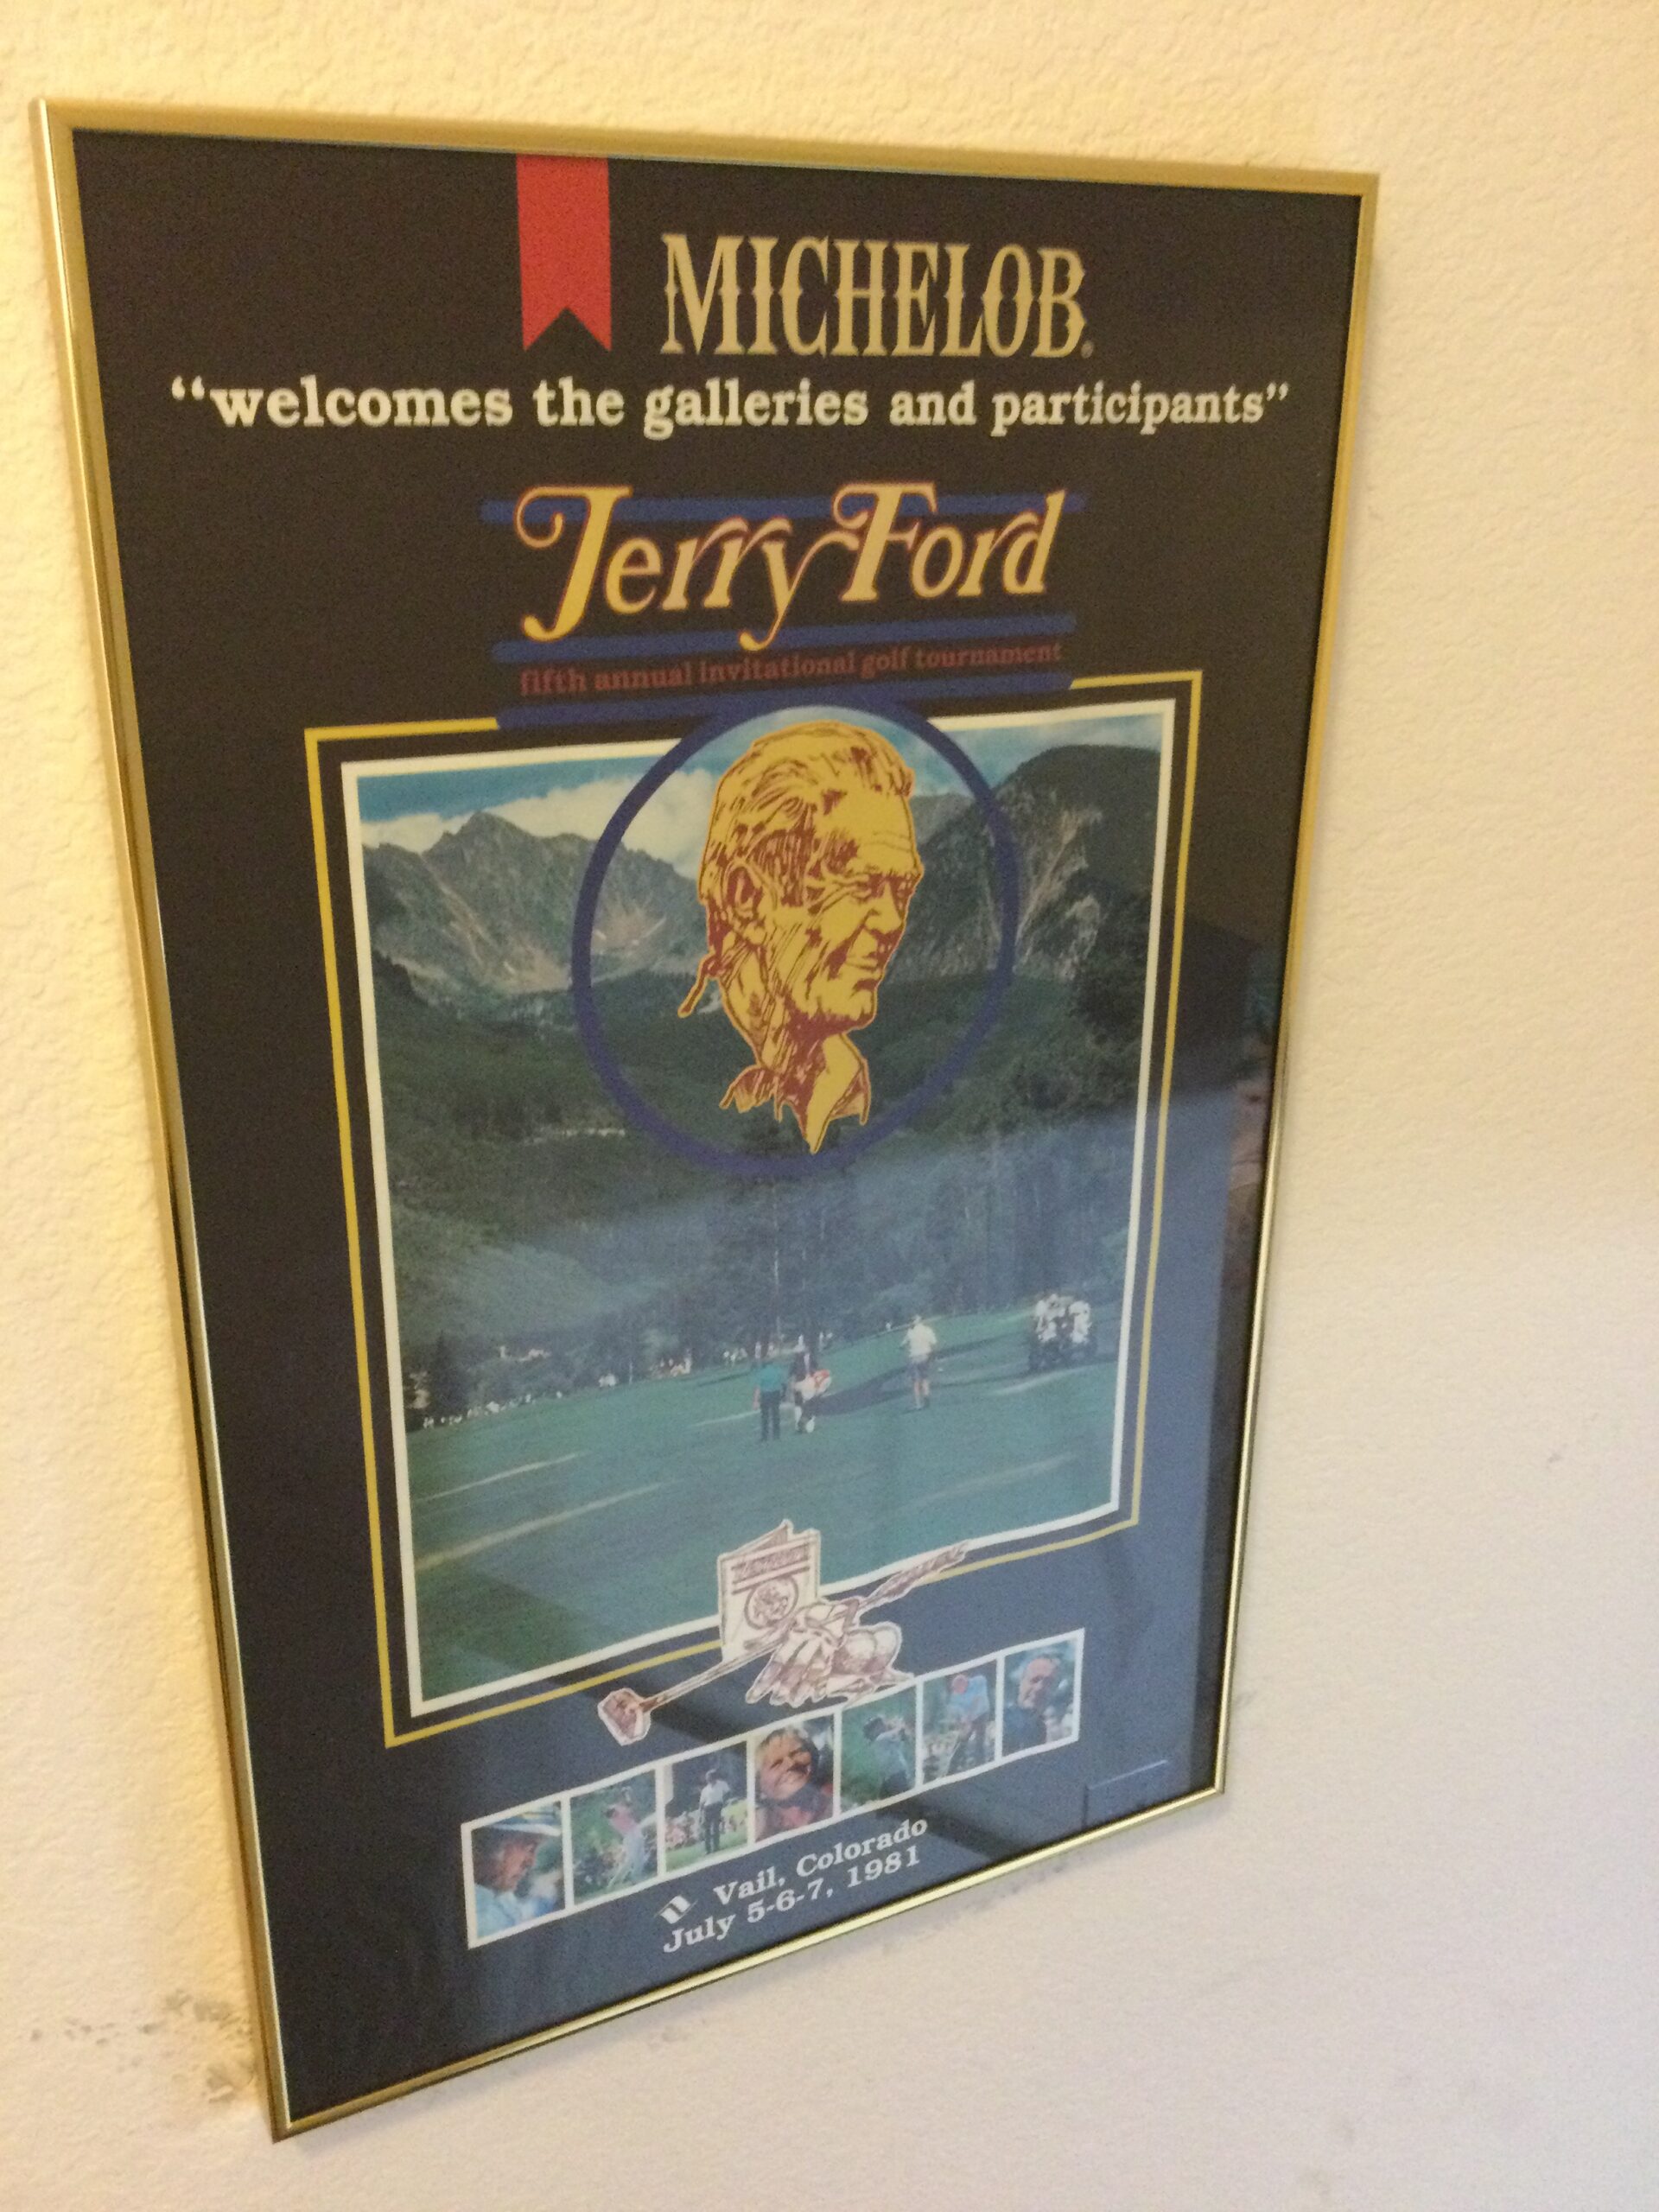 MICHELOB®
“welcomes the galleries and participants”
Jerry Ford
fifth annual invitational golf tournament
Vail, Colorado
July 5-6-7, 1981